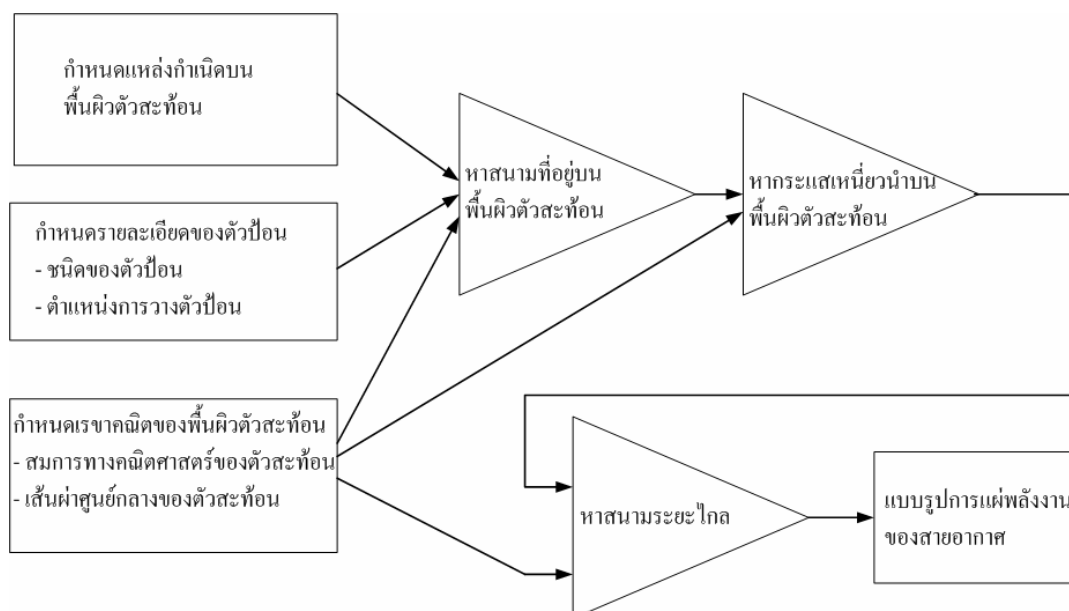 กำหนดแหล่งกำเนิดบน
พื้นผิวตัวสะท้อน
หาสนามที่อยู่บน
พื้นผิวตัวสะท้อน
หากระแสเหนี่ยวนำบน
พื้นผิวตัวสะท้อน
กำหนดรายละเอียดของตัวป้อน
- ชนิดของตัวป้อน
- ตำแหน่งการวางตัวป้อน
กำหนดเรขาคณิตของพื้นผิวตัวสะท้อน
- สมการทางคณิตศาสตร์ของตัวสะท้อน
- เส้นผ่าศูนย์กลางของตัวสะท้อน
หาสนามระยะไกล
แบบรูปการแผ่พลังงาน
ของสายอากาศ